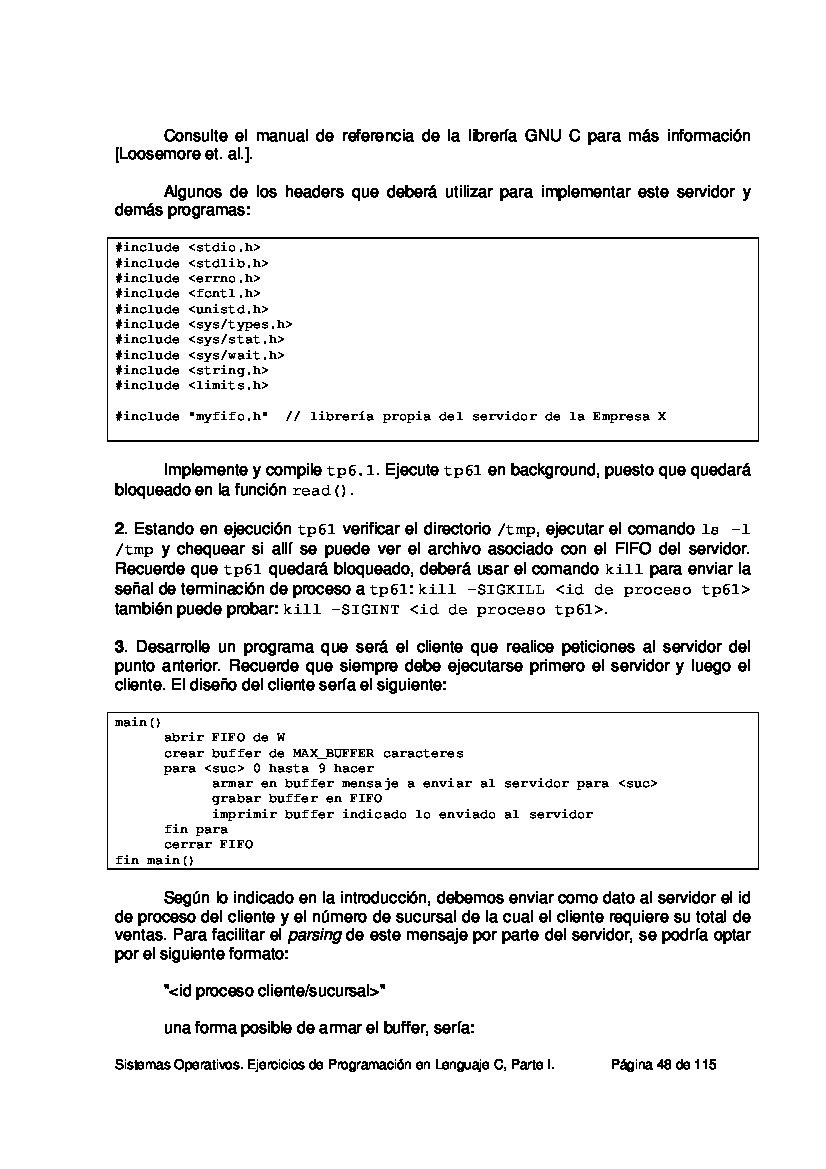 Consulte el manual de referencia de la librería GNU C para más información
[Loosemore et. al.].
Algunos de los headers que deberá utilizar para implementar este servidor y
demás programas:
#include <stdio.h>
#include <stdlib.h>
#include <errno.h>
#include <fcntl.h>
#include <unistd.h>
#include <sys/types.h>
#include <sys/stat.h>
#include <sys/wait.h>
#include <string.h>
#include <limits.h>
#include "myfifo.h"  // librería propia del servidor de la Empresa X
Implemente y compile tp6.1. Ejecute tp61 en background, puesto que quedará
bloqueado en la función read().
2. Estando en ejecución tp61 verificar el directorio /tmp, ejecutar el comando ls -l
/tmp y chequear si allí se puede ver el archivo asociado con el FIFO del servidor.
Recuerde que tp61 quedará bloqueado, deberá usar el comando kill para enviar la
señal de terminación de proceso a tp61: kill -SIGKILL <id de proceso tp61>
también puede probar: kill -SIGINT <id de proceso tp61>.
3. Desarrolle un programa que será el cliente que realice peticiones al servidor del
punto anterior. Recuerde que siempre debe ejecutarse primero el servidor y luego el
cliente. El diseño del cliente sería el siguiente:
main()
abrir FIFO de W
crear buffer de MAX_BUFFER caracteres
para <suc> 0 hasta 9 hacer
armar en buffer mensaje a enviar al servidor para <suc>
grabar buffer en FIFO
imprimir buffer indicado lo enviado al servidor
fin para
cerrar FIFO
fin main()
Según lo indicado en la introducción, debemos enviar como dato al servidor el id
de proceso del cliente y el número de sucursal de la cual el cliente requiere su total de
ventas. Para facilitar el parsing de este mensaje por parte del servidor, se podría optar
por el siguiente formato:
"<id proceso cliente/sucursal>"
una forma posible de armar el buffer, sería:
Sistemas Operativos. Ejercicios de Programación en Lenguaje C, Parte I. Página 48 de 115